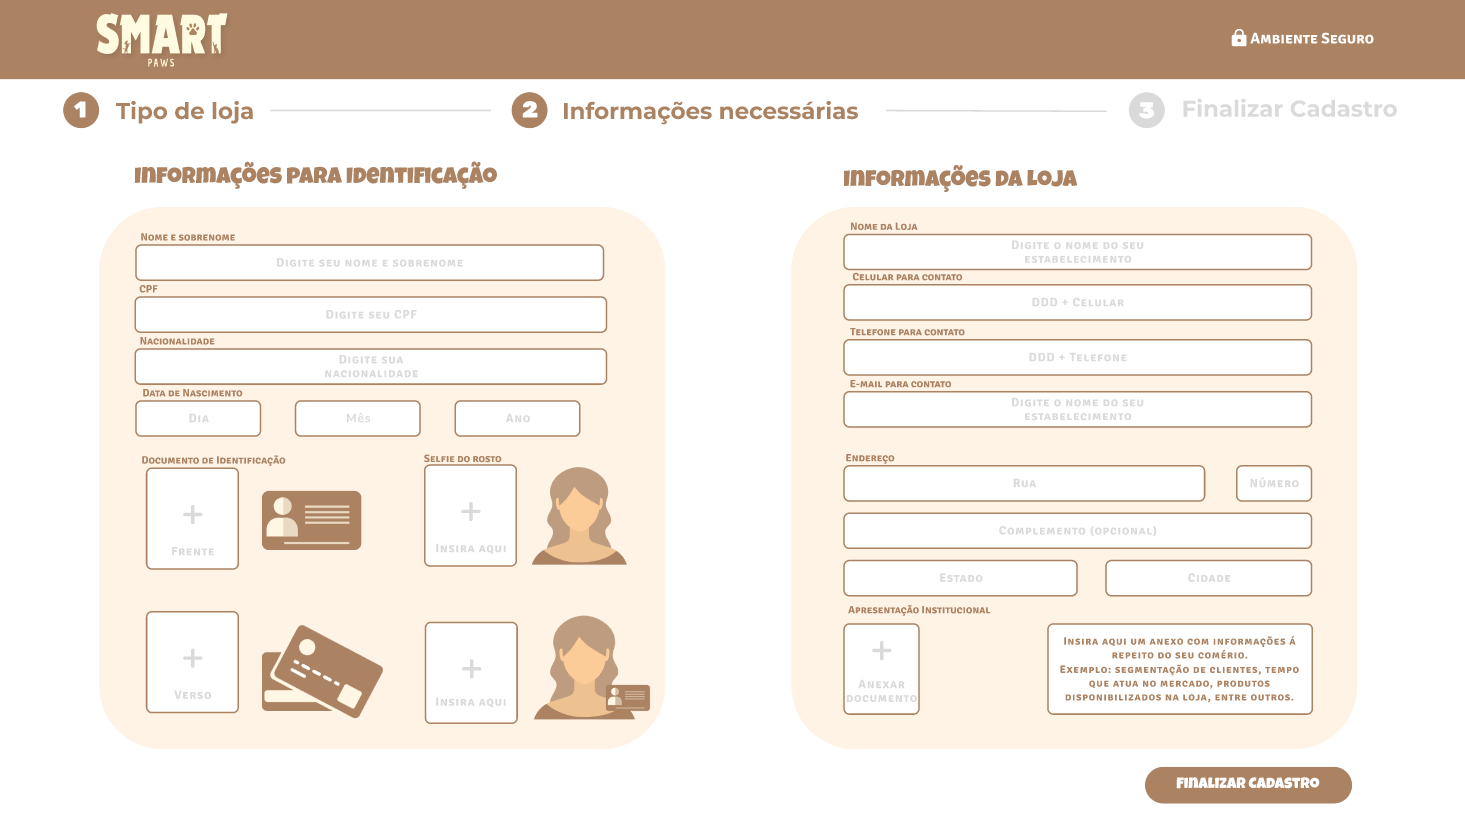 SMART
PAWS
Ambiente Seguro
1 Tipo de loja
2 Informações necessárias
3 Finalizar Cadastro
Informações para identificação
Nome e sobrenome
Digite seu nome e sobrenome
CPF
Digite seu CPF
Nacionalidade
Digite sua
nacionalidade
Data de Nascimento
Dia
Mês
Ano
Documento de Identificação
Selfie do rosto
+
Frente
+
Insira aqui
+
Verso
+
Insira aqui
Informações da loja
Nome da Loja
Digite o nome do seu
estabelecimento
Celular para contato
DDD + Celular
Telefone para contato
DDD + Telefone
E-mail para contato
Digite o nome do seu
estabelecimento
Endereço
Rua
Número
Complemento (opcional)
Estado
Cidade
Apresentação Institucional
+
Anexar
documento
Insira aqui um anexo com informações á
repeito do seu comério.
Exemplo: segmentação de clientes, tempo
que atua no mercado, produtos
disponibilizados na loja, entre outros.
Finalizar cadastro